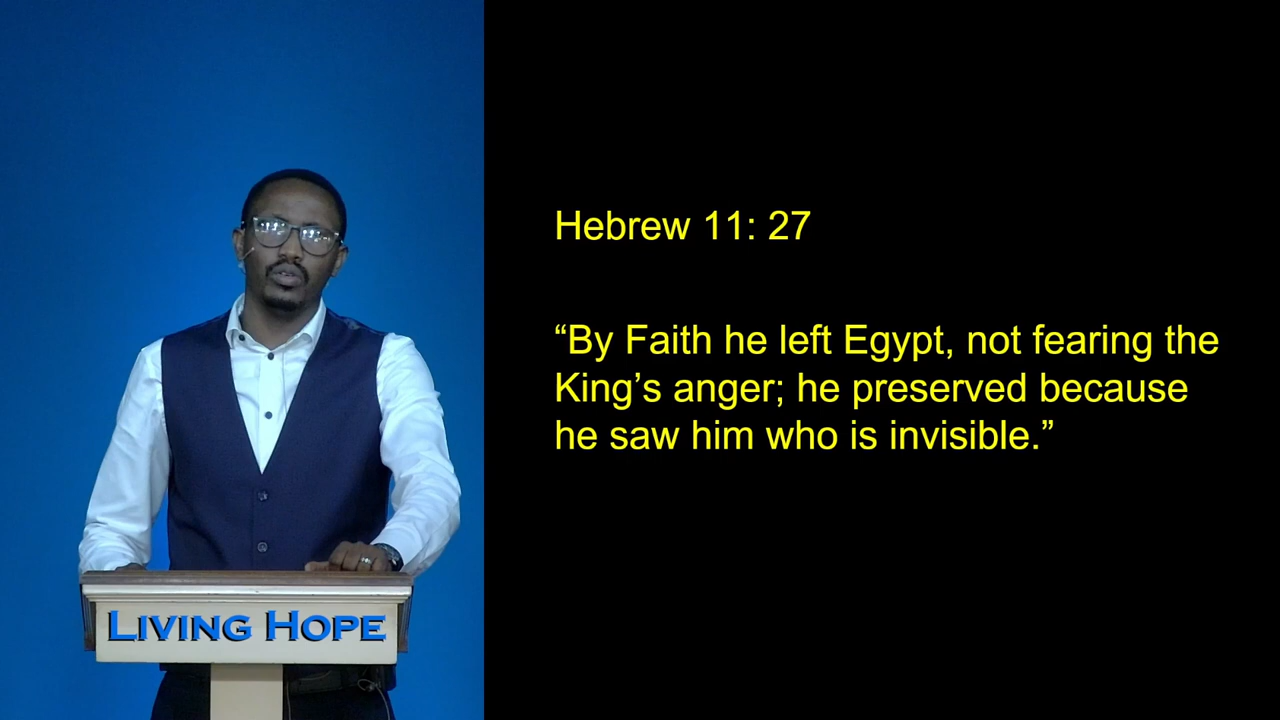 Hebrew 11: 27
“By Faith he left Egypt, not fearing the
King’s anger; he preserved because
he saw him who is invisible.”
LIVING HOPE